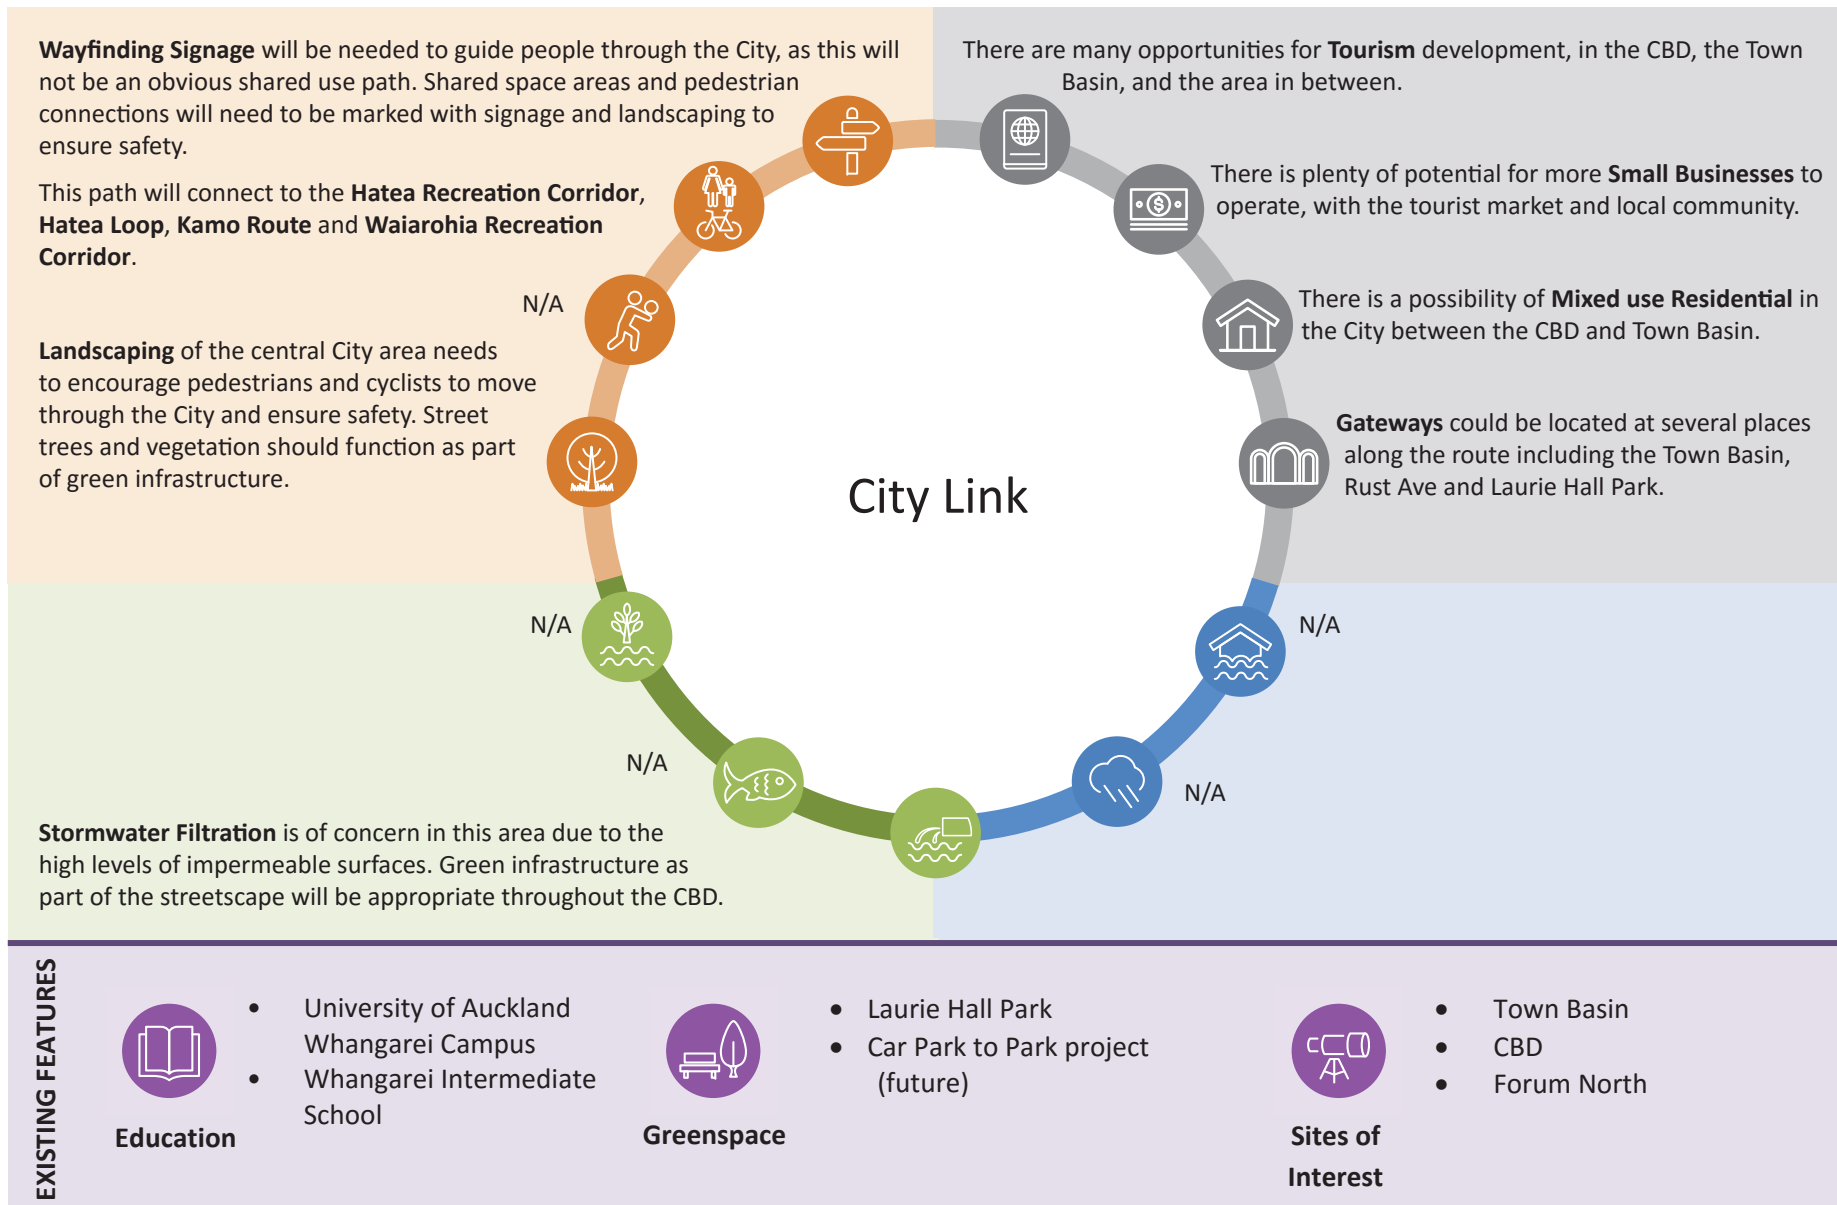 Wayfinding Signage will be needed to guide people through the City, as this will
not be an obvious shared use path. Shared space areas and pedestrian
connections will need to be marked with signage and landscaping to
ensure safety.
This path will connect to the Hatea Recreation Corridor,
Hatea Loop, Kamo Route and Waiarohia Recreation
Corridor.
N/A
Landscaping of the central City area needs
to encourage pedestrians and cyclists to move
through the City and ensure safety. Street
trees and vegetation should function as part
of green infrastructure.
There are many opportunities for Tourism development, in the CBD, the Town
Basin, and the area in between.
There is plenty of potential for more Small Businesses to
operate, with the tourist market and local community.
There is a possibility of Mixed use Residential in
the City between the CBD and Town Basin.
Gateways could be located at several places
along the route including the Town Basin,
Rust Ave and Laurie Hall Park.
City Link
N/A
N/A
Stormwater Filtration is of concern in this area due to the
high levels of impermeable surfaces. Green infrastructure as
part of the streetscape will be appropriate throughout the CBD.
N/A
N/A
EXISTING FEATURES
Education
• University of Auckland
Whangarei Campus
• Whangarei Intermediate
School
Greenspace
• Laurie Hall Park
• Car Park to Park project
(future)
Sites of
Interest
• Town Basin
• CBD
• Forum North